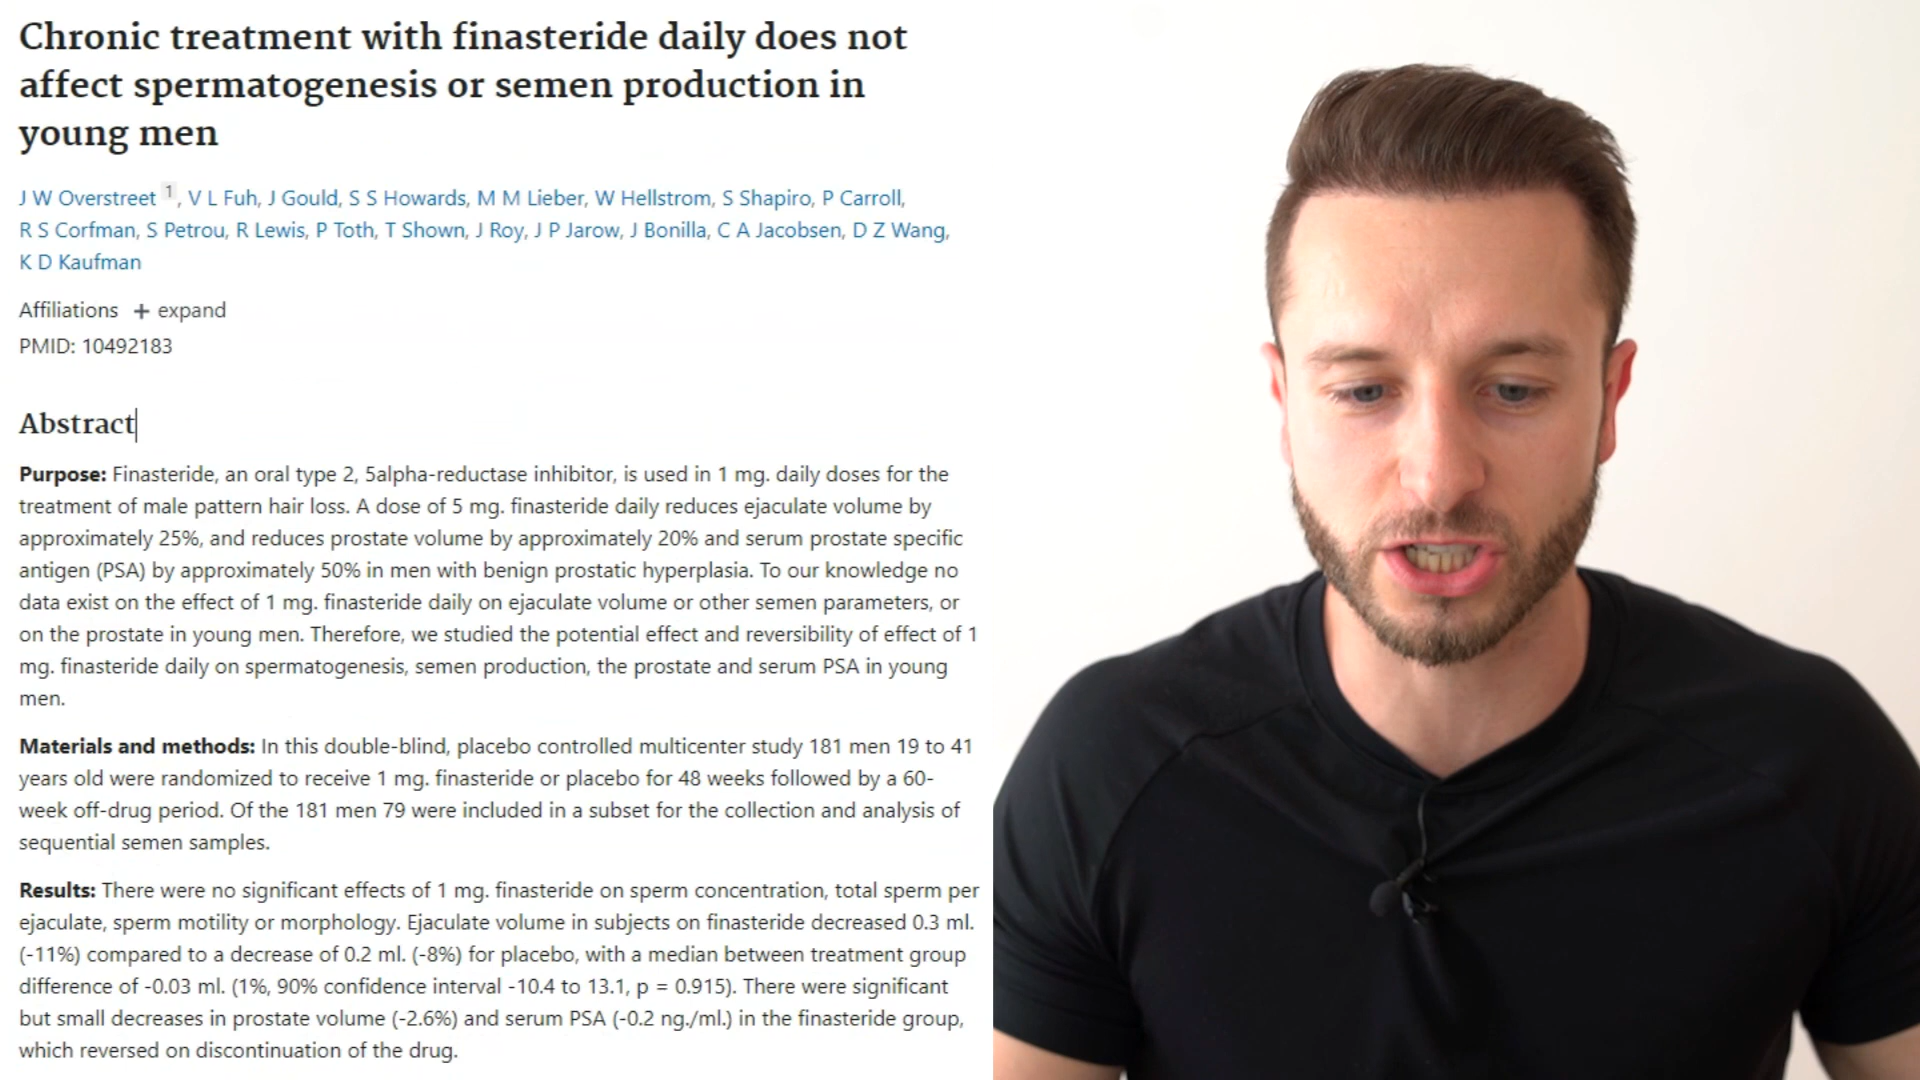 Chronic treatment with finasteride daily does not
affect spermatogenesis or semen production in
young men
J W Overstreet 1, V L Fuh, J Gould, S S Howards, M M Lieber, W Hellstrom, S Shapiro, P Carroll,
R S Corfman, S Petrou, R Lewis, P Toth, T Shown, J Roy, J P Jarow, J Bonilla, C A Jacobsen, D Z Wang,
K D Kaufman
Affiliations + expand
PMID: 10492183
Abstract
Purpose: Finasteride, an oral type 2, 5alpha-reductase inhibitor, is used in 1 mg. daily doses for the
treatment of male pattern hair loss. A dose of 5 mg. finasteride daily reduces ejaculate volume by
approximately 25%, and reduces prostate volume by approximately 20% and serum prostate specific
antigen (PSA) by approximately 50% in men with benign prostatic hyperplasia. To our knowledge no
data exist on the effect of 1 mg. finasteride daily on ejaculate volume or other semen parameters, or
on the prostate in young men. Therefore, we studied the potential effect and reversibility of effect of 1
mg. finasteride daily on spermatogenesis, semen production, the prostate and serum PSA in young
men.
Materials and methods: In this double-blind, placebo controlled multicenter study 181 men 19 to 41
years old were randomized to receive 1 mg. finasteride or placebo for 48 weeks followed by a 60-
week off-drug period. Of the 181 men 79 were included in a subset for the collection and analysis of
sequential semen samples.
Results: There were no significant effects of 1 mg. finasteride on sperm concentration, total sperm per
ejaculate, sperm motility or morphology. Ejaculate volume in subjects on finasteride decreased 0.3 ml.
(-11%) compared to a decrease of 0.2 ml. (-8%) for placebo, with a median between treatment group
difference of -0.03 ml. (1%, 90% confidence interval -10.4 to 13.1, p = 0.915). There were significant
but small decreases in prostate volume (-2.6%) and serum PSA (-0.2 ng./ml.) in the finasteride group,
which reversed on discontinuation of the drug.